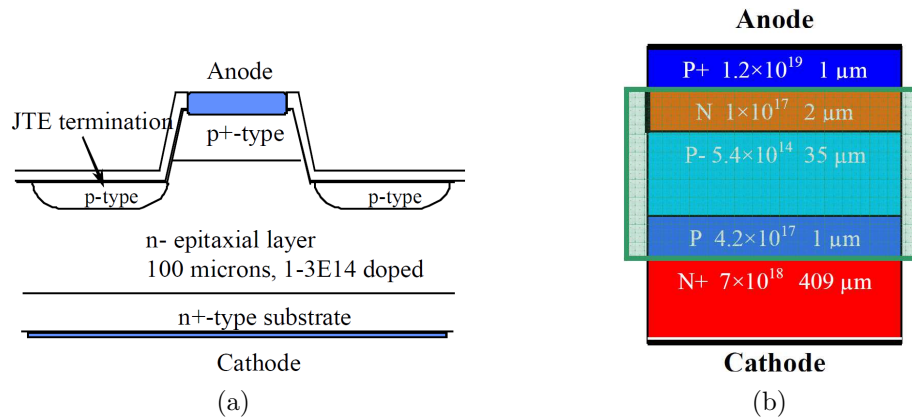 Anode
JTE termination
p+-type
p-type
p-type
n- epitaxial layer
100 microns, 1-3E14 doped
n+-type substrate
Cathode
(a)
Anode
P+ 1.2×10¹⁹ 1 µm
N 1×10¹⁷ 2 µm
P- 5.4×10¹⁴ 35 µm
P 4.2×10¹⁷ 1 µm
N+ 7×10¹⁸ 409 µm
Cathode
(b)